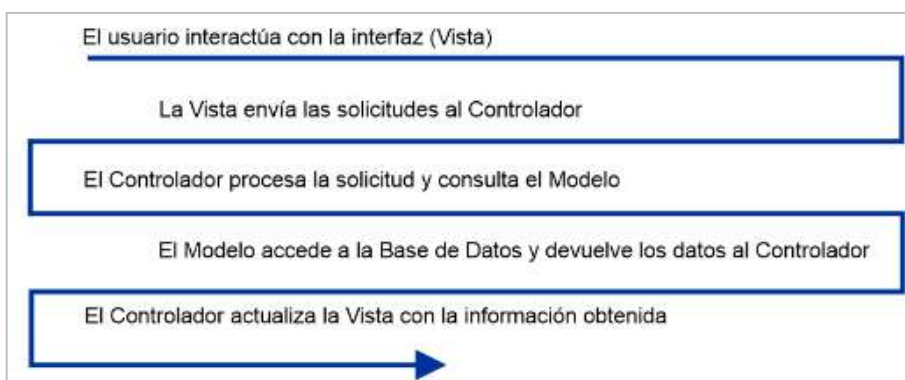 El usuario interactúa con la interfaz (Vista)
La Vista envía las solicitudes al Controlador
El Controlador procesa la solicitud y consulta el Modelo
El Modelo accede a la Base de Datos y devuelve los datos al Controlador
El Controlador actualiza la Vista con la información obtenida